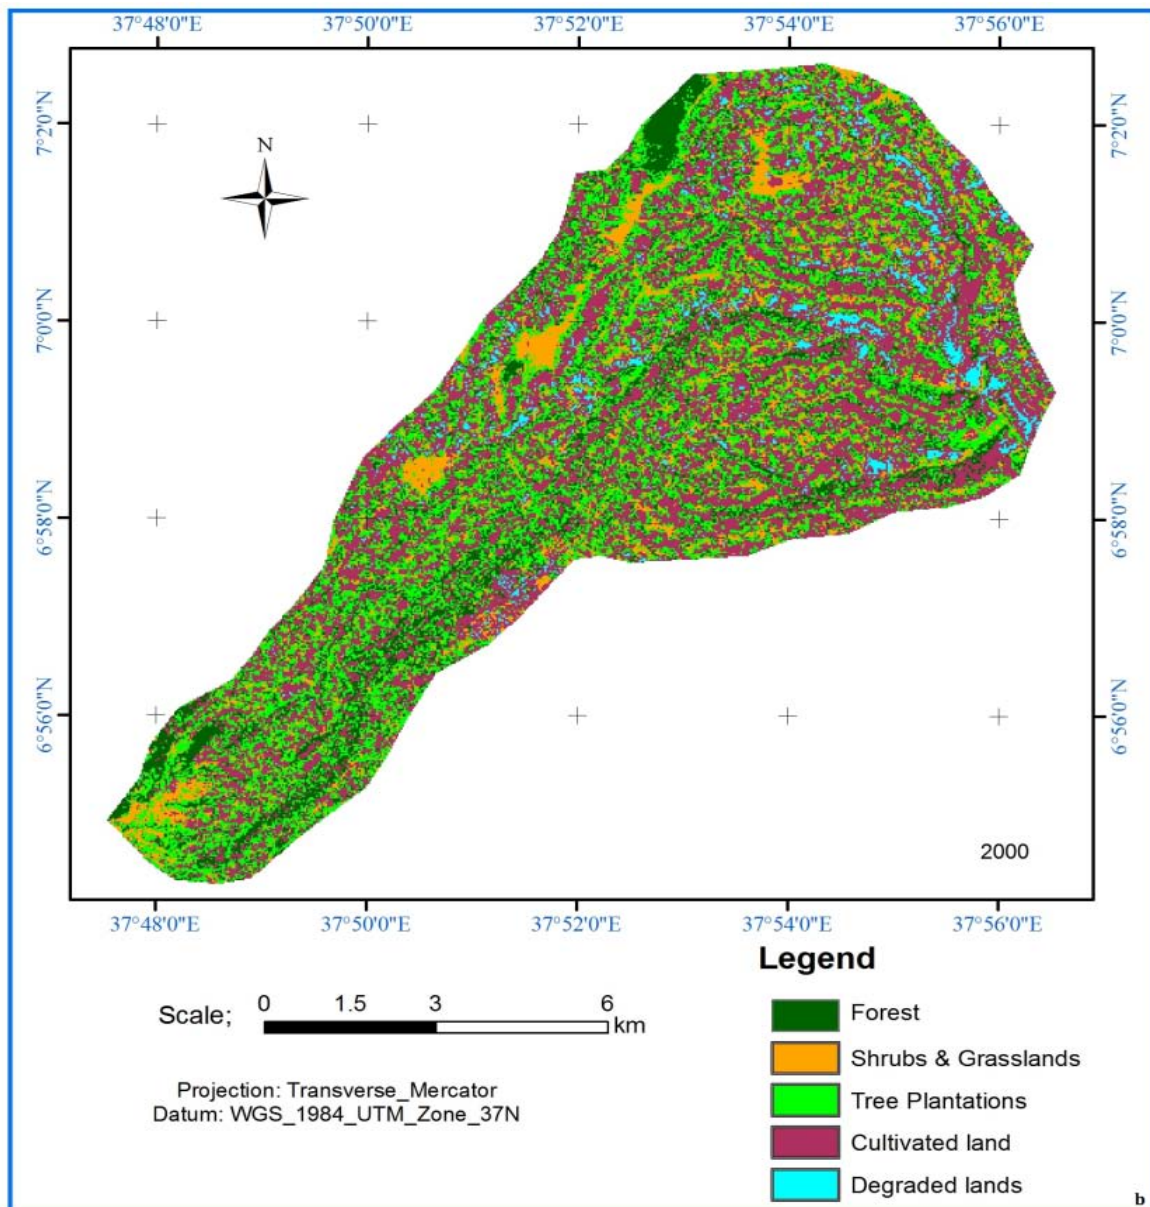 37°48'0"E 37°50'0"E 37°52'0"E 37°54'0"E 37°56'0"E
7°2'0"N 7°2'0"N
N
7°0'0"N 7°0'0"N
6°58'0"N 6°58'0"N
6°56'0"N 6°56'0"N
2000
37°48'0"E 37°50'0"E 37°52'0"E 37°54'0"E 37°56'0"E
Legend
Scale; 0 1.5 3 6 km
Forest
Shrubs & Grasslands
Projection: Transverse_Mercator
Datum: WGS_1984_UTM_Zone_37N
Tree Plantations
Cultivated land
Degraded lands
b